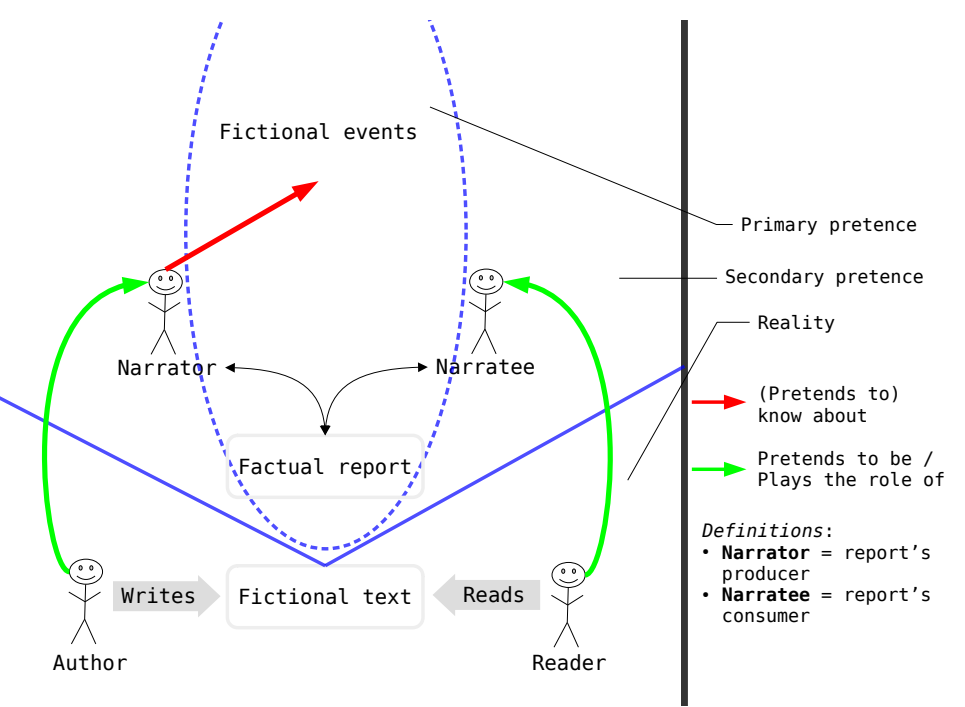 Fictional events
Primary pretence
Secondary pretence
Reality
Narrator
Narratee
(Pretends to)
know about
Factual report
Pretends to be /
Plays the role of
Definitions:
• Narrator = report's
producer
• Narratee = report's
consumer
Writes
Fictional text
Reads
Author
Reader